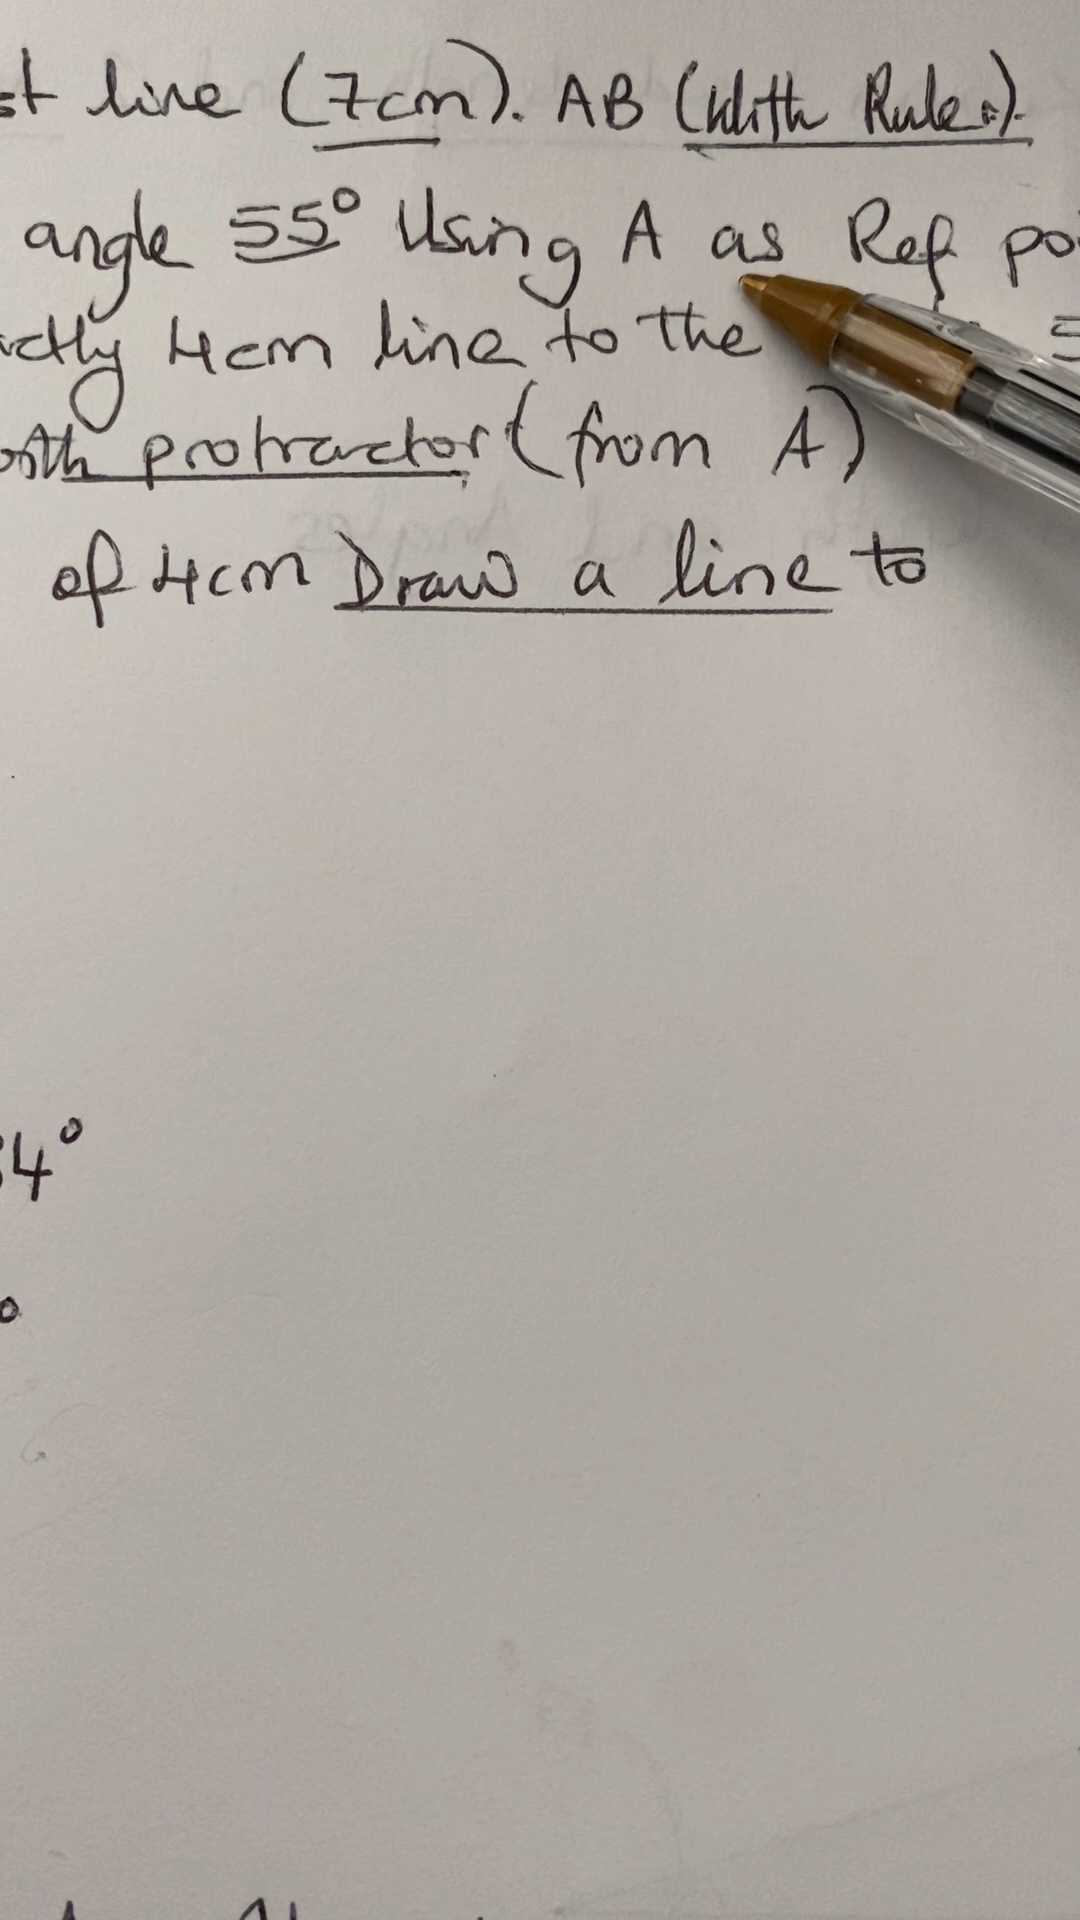 st line (7cm). AB (With Ruler).
angle 55° Using A as Ref
4cm line to the
protractor (from A)
of 4cm Draw a line to
4°